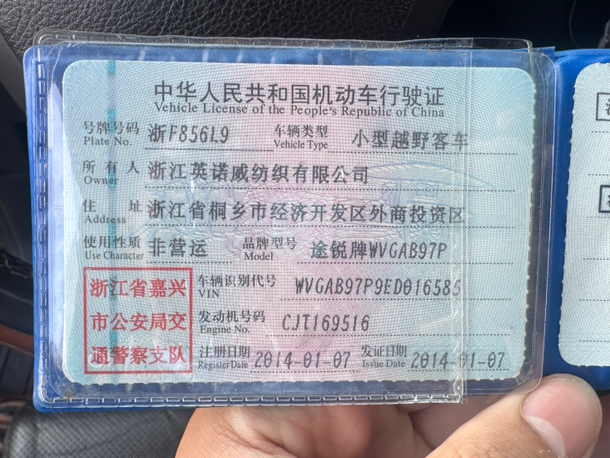 中华人民共和国机动车行驶证
Vehicle License of the People's Republic of China
号牌号码 浙F856L9 车辆类型 小型越野客车
Plate No. Vehicle Type
所有人 浙江英诺威纺织有限公司
Owner
住址 浙江省桐乡市经济开发区外商投资区
Address
使用性质 非营运 品牌型号 途锐牌WVGAB97P
Use Character Model
浙江省嘉兴
市公安局交
通警察支队
车辆识别代号 WVGAB97P9ED016585
VIN
发动机号码 CJT169516
Engine No.
注册日期 2014-01-07 发证日期 2014-01-07
Register Date Issue Date